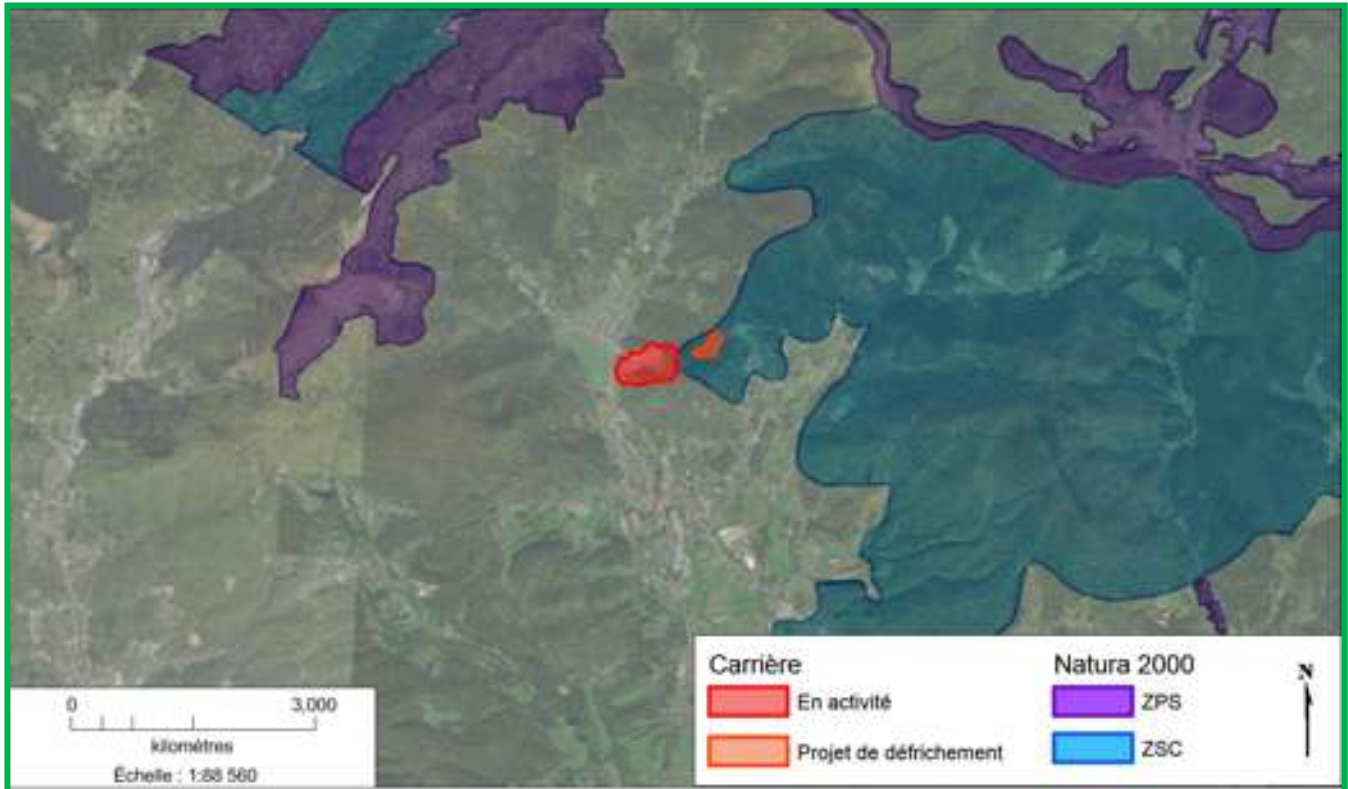 Carrière
En activité
Projet de défrichement
Natura 2000
ZPS
ZSC
N
0 3,000
kilomètres
Échelle : 1:88 560